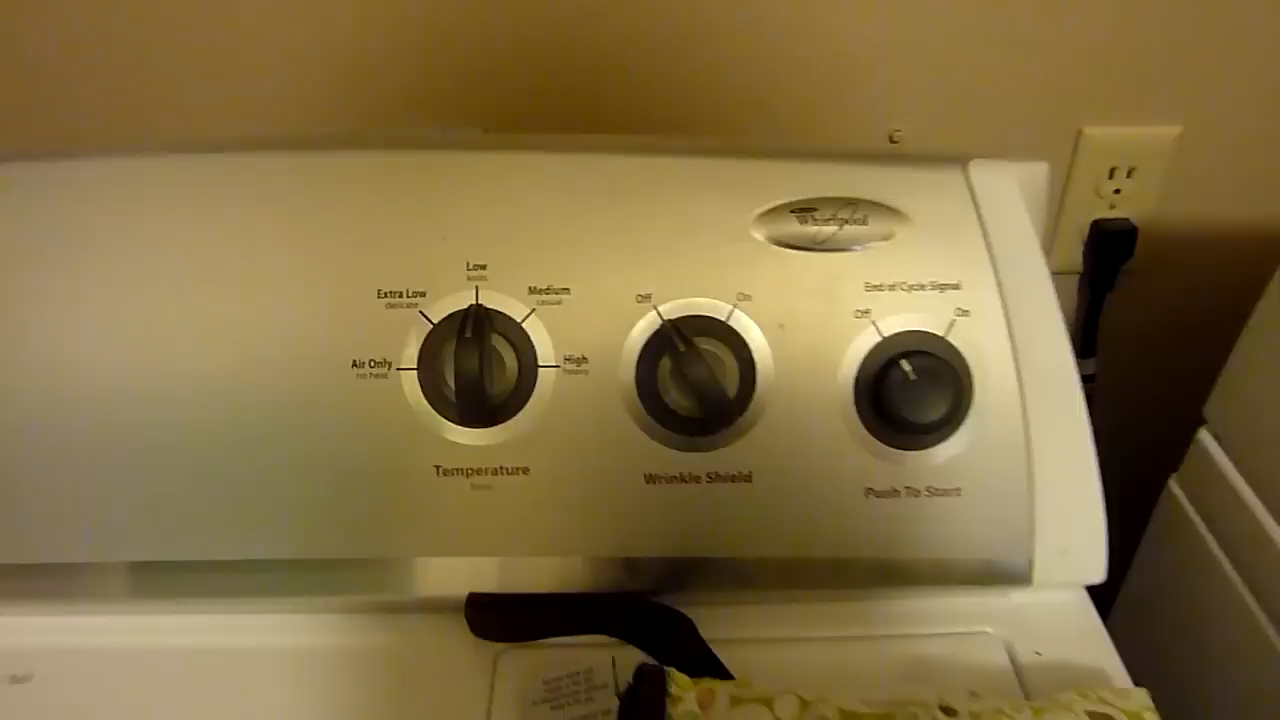 Whirlpool
Low
knits
Extra Low
delicate
Medium
casual
Air Only
no heat
High
heavy
Temperature
Off
On
Wrinkle Shield
End of Cycle Signal
Off
On
Push To Start